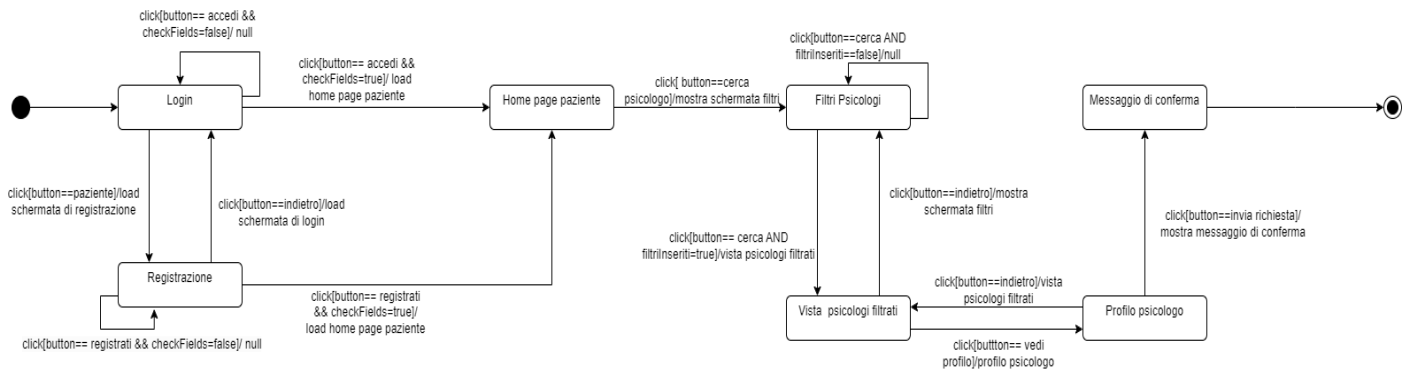 click[button== accedi &&
checkFields=false]/ null
click[button== accedi &&
checkFields=true]/ load
home page paziente
click[ button==cerca
psicologo]/mostra schermata filtri
click[button==cerca AND
filtriInseriti==false]/null
Login
Home page paziente
Filtri Psicologi
Messaggio di conferma
click[button==paziente]/load
schermata di registrazione
click[button==indietro]/load
schermata di login
click[button==indietro]/mostra
schermata filtri
click[button==invia richiesta]/
mostra messaggio di conferma
click[button== cerca AND
filtriInseriti=true]/vista psicologi filtrati
Registrazione
click[button== registrati
&& checkFields=true]/
load home page paziente
click[button==indietro]/vista
psicologi filtrati
Vista psicologi filtrati
Profilo psicologo
click[button== registrati && checkFields=false]/ null
click[buttton== vedi
profilo]/profilo psicologo